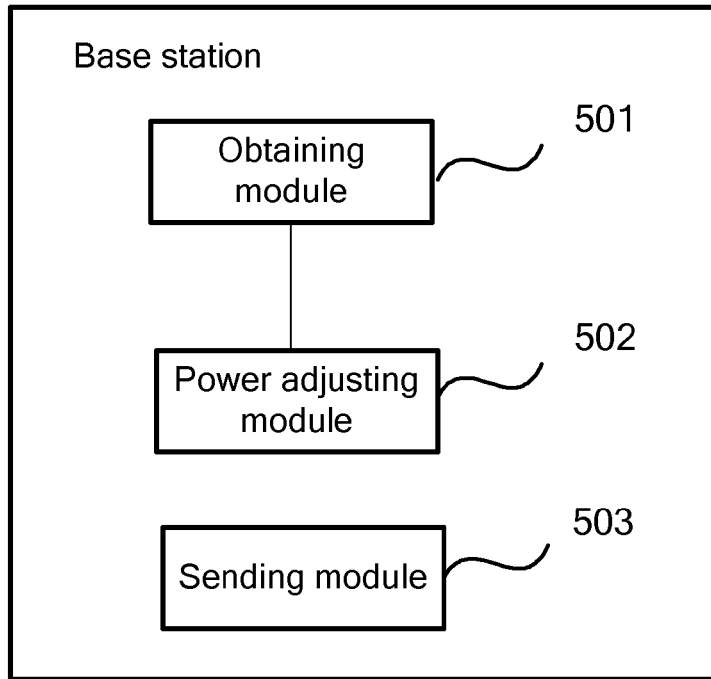 Base station
501
Obtaining
module
502
Power adjusting
module
503
Sending module